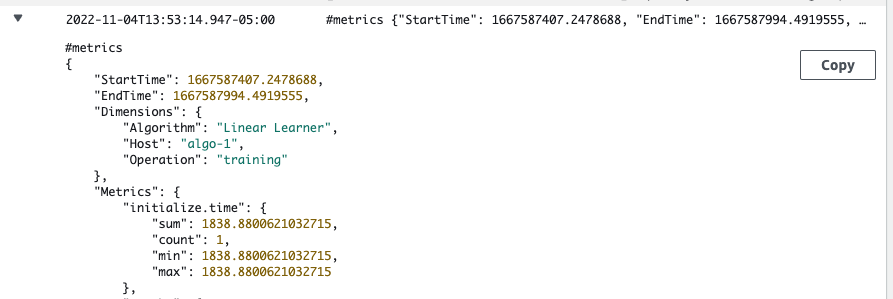 2022-11-04T13:53:14.947-05:00 #metrics {"StartTime": 1667587407.2478688, "EndTime": 1667587994.4919555, …
#metrics
{
"StartTime": 1667587407.2478688,
"EndTime": 1667587994.4919555,
"Dimensions": {
"Algorithm": "Linear Learner",
"Host": "algo-1",
"Operation": "training"
},
"Metrics": {
"initialize.time": {
"sum": 1838.8800621032715,
"count": 1,
"min": 1838.8800621032715,
"max": 1838.8800621032715
},
Copy